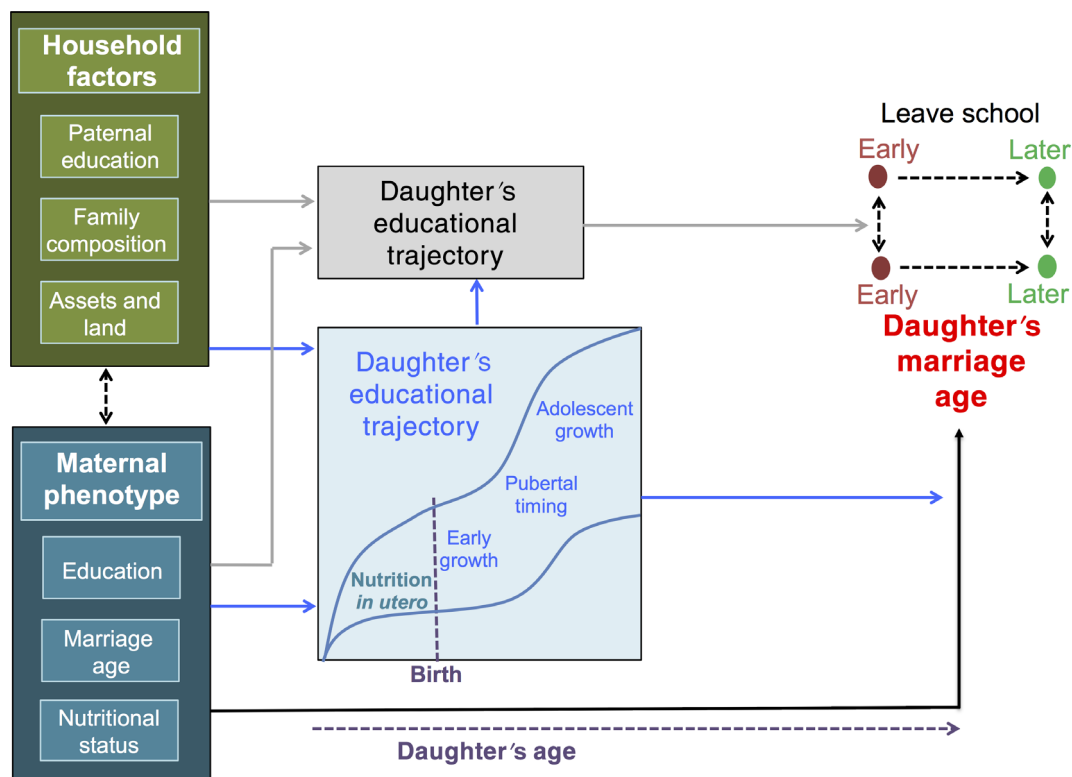 Household
factors
Paternal
education
Family
composition
Assets and
land
Maternal
phenotype
Education
Marriage
age
Nutritional
status
Daughter′s
educational
trajectory
Daughter′s
educational
trajectory
Adolescent
growth
Pubertal
timing
Early
growth
Nutrition
in utero
Birth
Daughter′s age
Leave school
Early
Later
Early
Later
Daughter′s
marriage
age